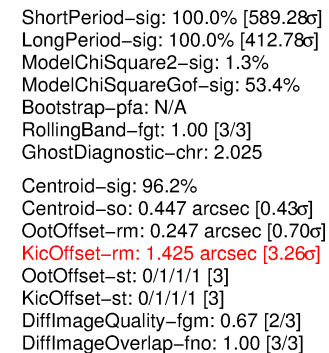 ShortPeriod-sig: 100.0% [589.28σ]
LongPeriod-sig: 100.0% [412.78σ]
ModelChiSquare2-sig: 1.3%
ModelChiSquareGof-sig: 53.4%
Bootstrap-pfa: N/A
RollingBand-fgt: 1.00 [3/3]
GhostDiagnostic-chr: 2.025
Centroid-sig: 96.2%
Centroid-so: 0.447 arcsec [0.43σ]
OotOffset-rm: 0.247 arcsec [0.70σ]
KicOffset-rm: 1.425 arcsec [3.26σ]
OotOffset-st: 0/1/1/1 [3]
KicOffset-st: 0/1/1/1 [3]
DiffImageQuality-fgm: 0.67 [2/3]
DiffImageOverlap-fno: 1.00 [3/3]